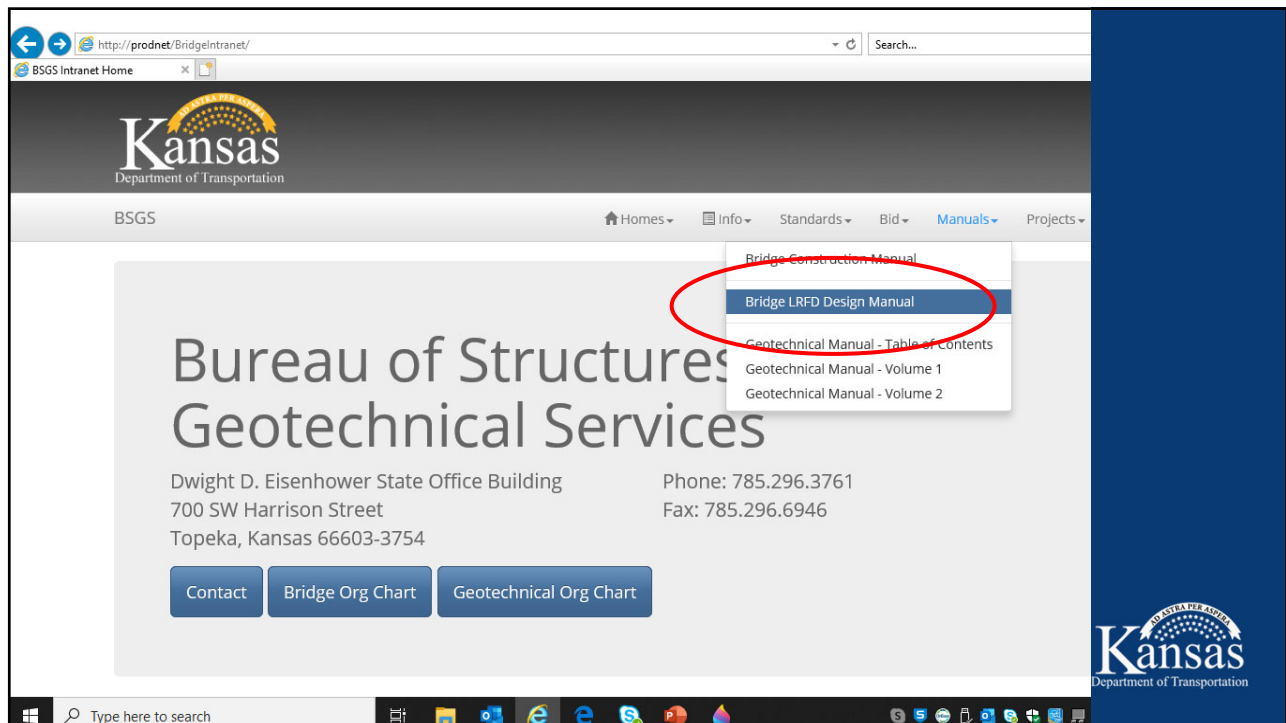 http://prodnet/BridgeIntranet/
Search...
BSGS Intranet Home
AD ASTRA PER ASPERA
Kansas
Department of Transportation
BSGS
Homes
Info
Standards
Bid
Manuals
Projects
Bridge Construction Manual
Bridge LRFD Design Manual
Geotechnical Manual - Table of Contents
Geotechnical Manual - Volume 1
Geotechnical Manual - Volume 2
Bureau of Structures
Geotechnical Services
Dwight D. Eisenhower State Office Building
700 SW Harrison Street
Topeka, Kansas 66603-3754
Phone: 785.296.3761
Fax: 785.296.6946
Contact
Bridge Org Chart
Geotechnical Org Chart
AD ASTRA PER ASPERA
Kansas
Department of Transportation
Type here to search